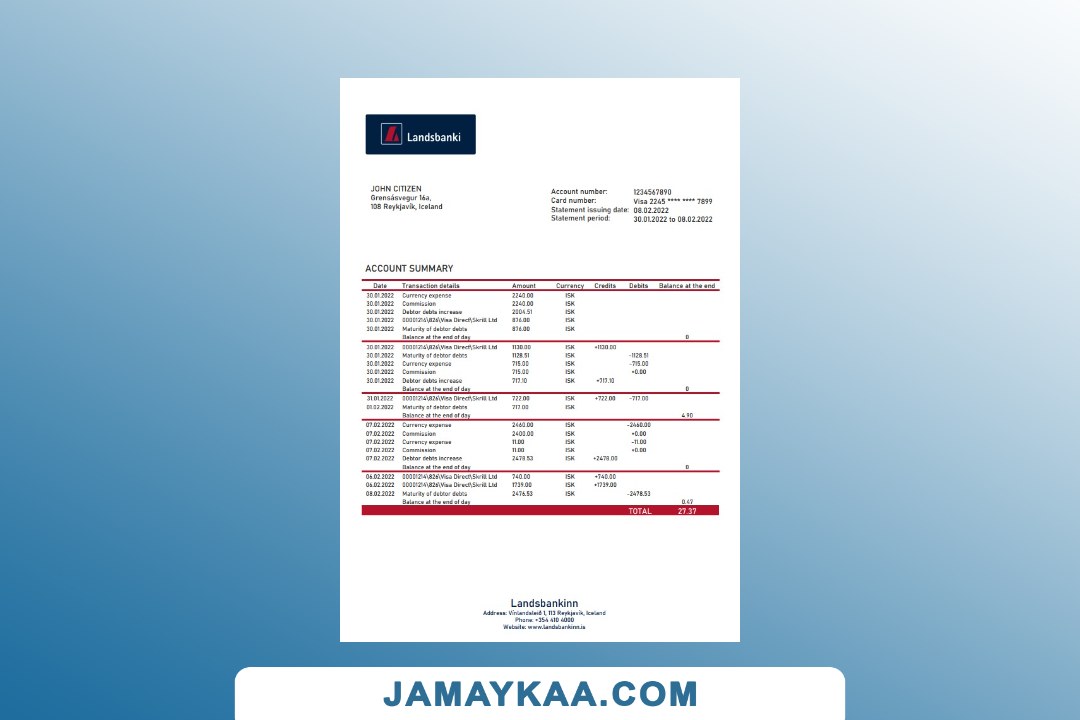 Landsbanki
JOHN CITIZEN
Grensásvegur 16a,
108 Reykjavík, Iceland
Account number: 1234567890
Card number: Visa 2245 **** **** 7899
Statement issuing date: 08.02.2022
Statement period: 30.01.2022 to 08.02.2022
ACCOUNT SUMMARY
Date Transaction details Amount Currency Credits Debits Balance at the end
30.01.2022 Currency expense 2240.00 ISK
30.01.2022 Commission 2240.00 ISK
30.01.2022 Debtor debts increase 2004.51 ISK
30.01.2022 00001214\826\Visa Direct\Skrill Ltd 876.00 ISK
30.01.2022 Maturity of debtor debts 876.00 ISK
Balance at the end of day 0
30.01.2022 00001214\826\Visa Direct\Skrill Ltd 1130.00 ISK +1130.00
30.01.2022 Maturity of debtor debts 1128.51 ISK -1128.51
30.01.2022 Currency expense 715.00 ISK -715.00
30.01.2022 Commission 715.00 ISK +0.00
30.01.2022 Debtor debts increase 717.10 ISK +717.10
Balance at the end of day 0
31.01.2022 00001214\826\Visa Direct\Skrill Ltd 722.00 ISK +722.00 -717.00
01.02.2022 Maturity of debtor debts 717.00 ISK
Balance at the end of day 4.90
07.02.2022 Currency expense 2460.00 ISK -2460.00
07.02.2022 Commission 2400.00 ISK +0.00
07.02.2022 Currency expense 11.00 ISK -11.00
07.02.2022 Commission 11.00 ISK +0.00
07.02.2022 Debtor debts increase 2478.53 ISK +2478.00
Balance at the end of day 0
06.02.2022 00001214\826\Visa Direct\Skrill Ltd 740.00 ISK +740.00
06.02.2022 00001214\826\Visa Direct\Skrill Ltd 1739.00 ISK +1739.00
08.02.2022 Maturity of debtor debts 2476.53 ISK -2478.53
Balance at the end of day 0.47
TOTAL 27.37
Landsbankinn
Address: Vínlandsleið 1, 113 Reykjavík, Iceland
Phone: +354 410 4000
Website: www.landsbankinn.is
JAMAYKAA.COM